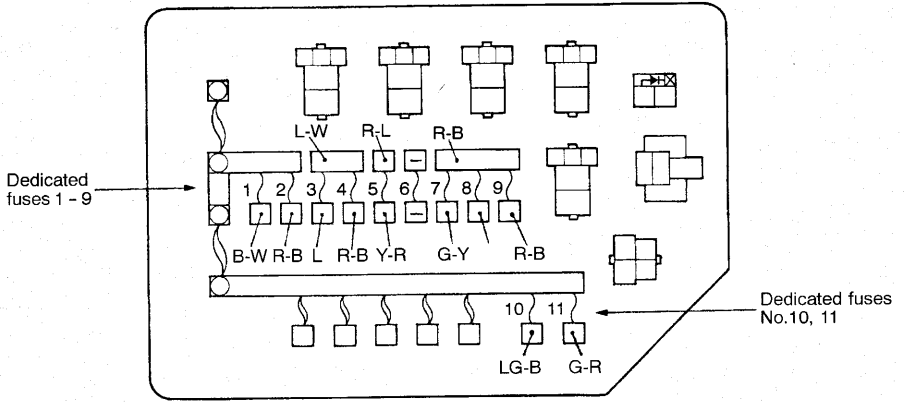 L-W
R-L
R-B
Dedicated
fuses 1 – 9
1 2 3 4 5 6 7 8 9
B-W R-B L R-B Y-R G-Y R-B
10 11
Dedicated fuses
No.10, 11
LG-B G-R